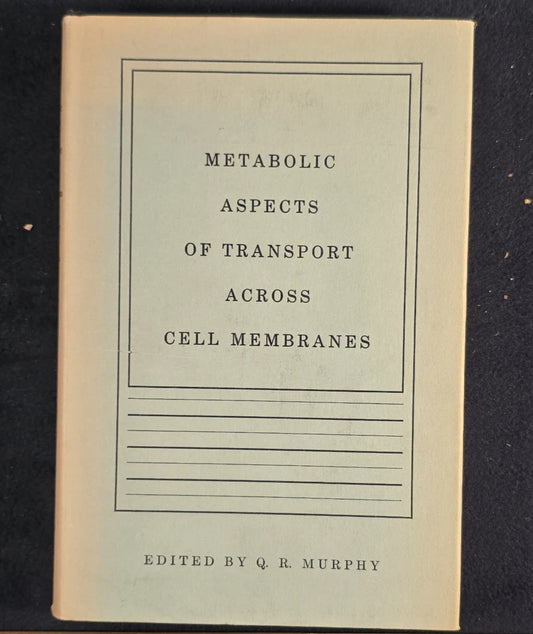 METABOLIC
ASPECTS
OF TRANSPORT
ACROSS
CELL MEMBRANES
EDITED BY Q. R. MURPHY